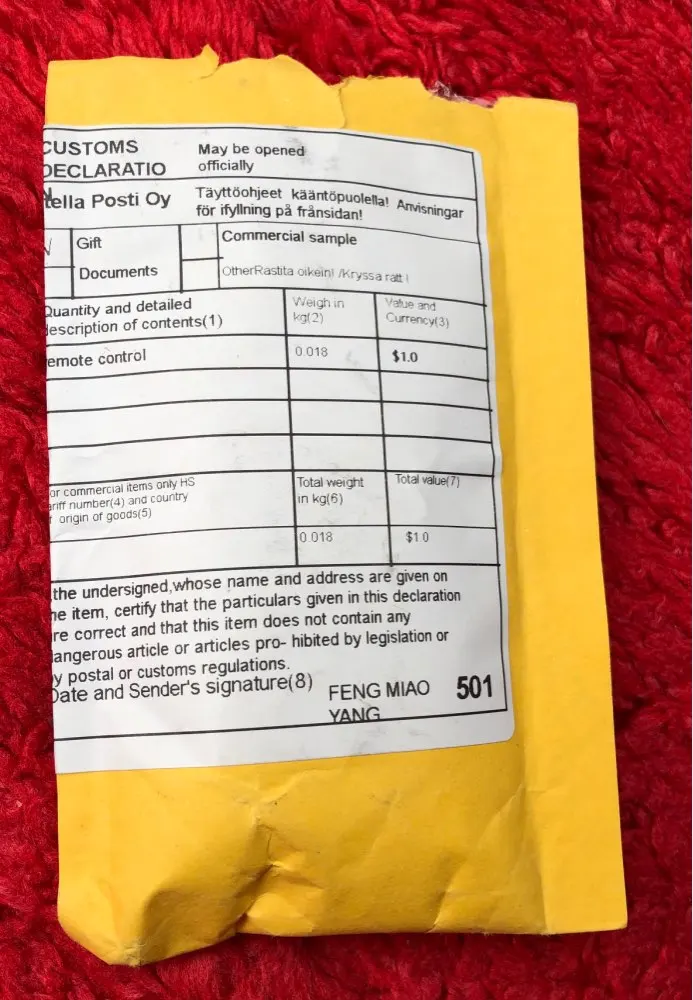 CUSTOMS
DECLARATIO
N
May be opened
officially
tella Posti Oy
Täyttöohjeet kääntöpuolella! Anvisningar
för ifyllning på frånsidan!
Gift
Commercial sample
Documents
OtherRastita oikein! /Kryssa ratt !
Quantity and detailed
description of contents(1)
Weigh in
kg(2)
Value and
Currency(3)
emote control
0.018
$1.0
or commercial items only HS
ariff number(4) and country
f origin of goods(5)
Total weight
in kg(6)
Total value(7)
0.018
$1.0
the undersigned,whose name and address are given on
he item, certify that the particulars given in this declaration
re correct and that this item does not contain any
angerous article or articles pro- hibited by legislation or
y postal or customs regulations.
Date and Sender's signature(8)
FENG MIAO
YANG
501